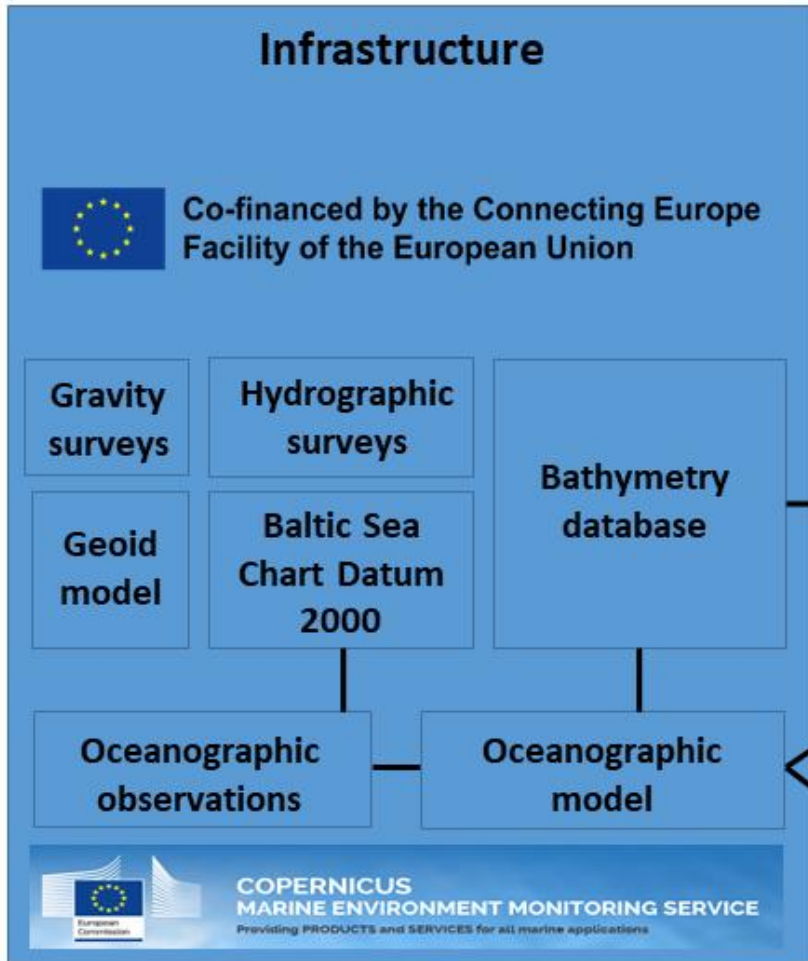 Infrastructure
Co-financed by the Connecting Europe
Facility of the European Union
Gravity
surveys
Hydrographic
surveys
Bathymetry
database
Geoid
model
Baltic Sea
Chart Datum
2000
Oceanographic
observations
Oceanographic
model
European
Commission
COPERNICUS
MARINE ENVIRONMENT MONITORING SERVICE
Providing PRODUCTS and SERVICES for all marine applications